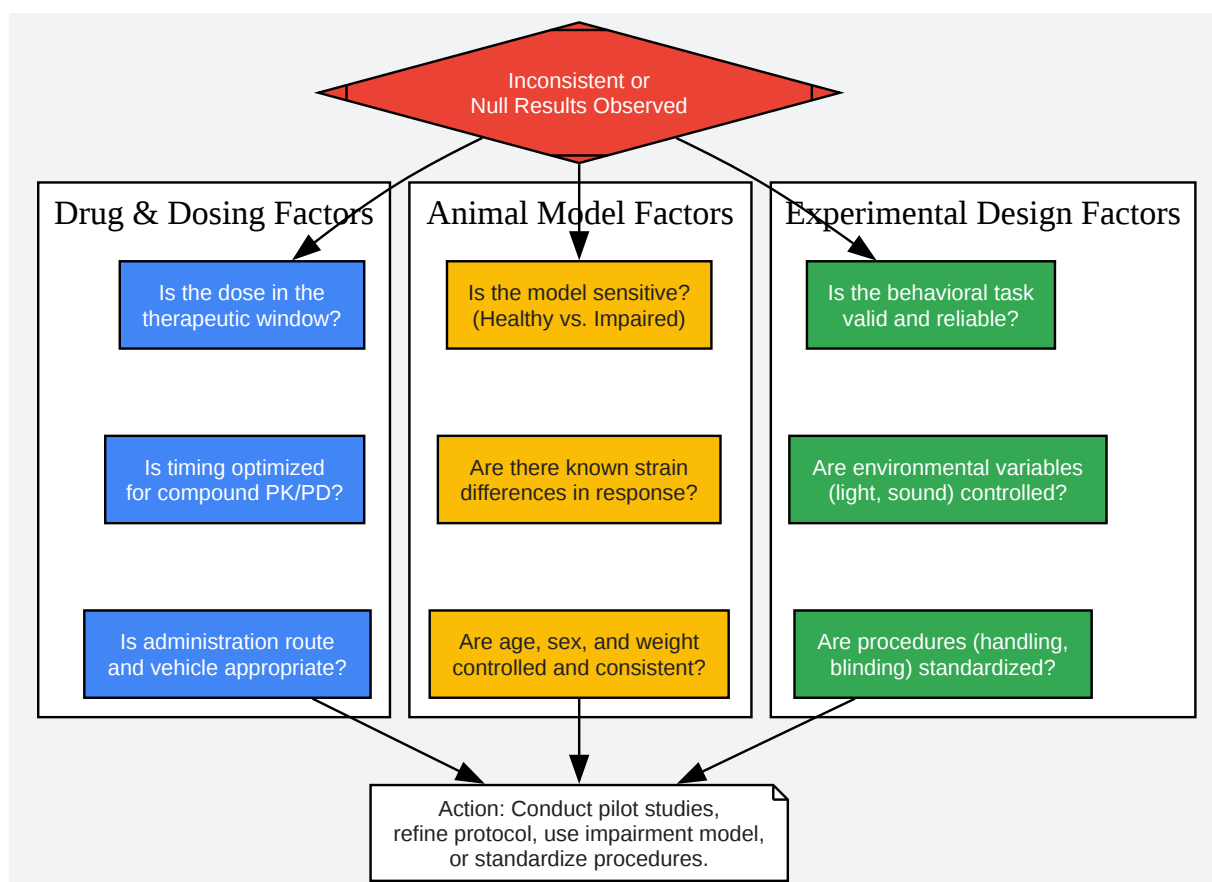 Inconsistent or
Null Results Observed
Drug & Dosing Factors
Is the dose in the
therapeutic window?
Is timing optimized
for compound PK/PD?
Is administration route
and vehicle appropriate?
Animal Model Factors
Is the model sensitive?
(Healthy vs. Impaired)
Are there known strain
differences in response?
Are age, sex, and weight
controlled and consistent?
Experimental Design Factors
Is the behavioral task
valid and reliable?
Are environmental variables
(light, sound) controlled?
Are procedures (handling,
blinding) standardized?
Action: Conduct pilot studies,
refine protocol, use impairment model,
or standardize procedures.